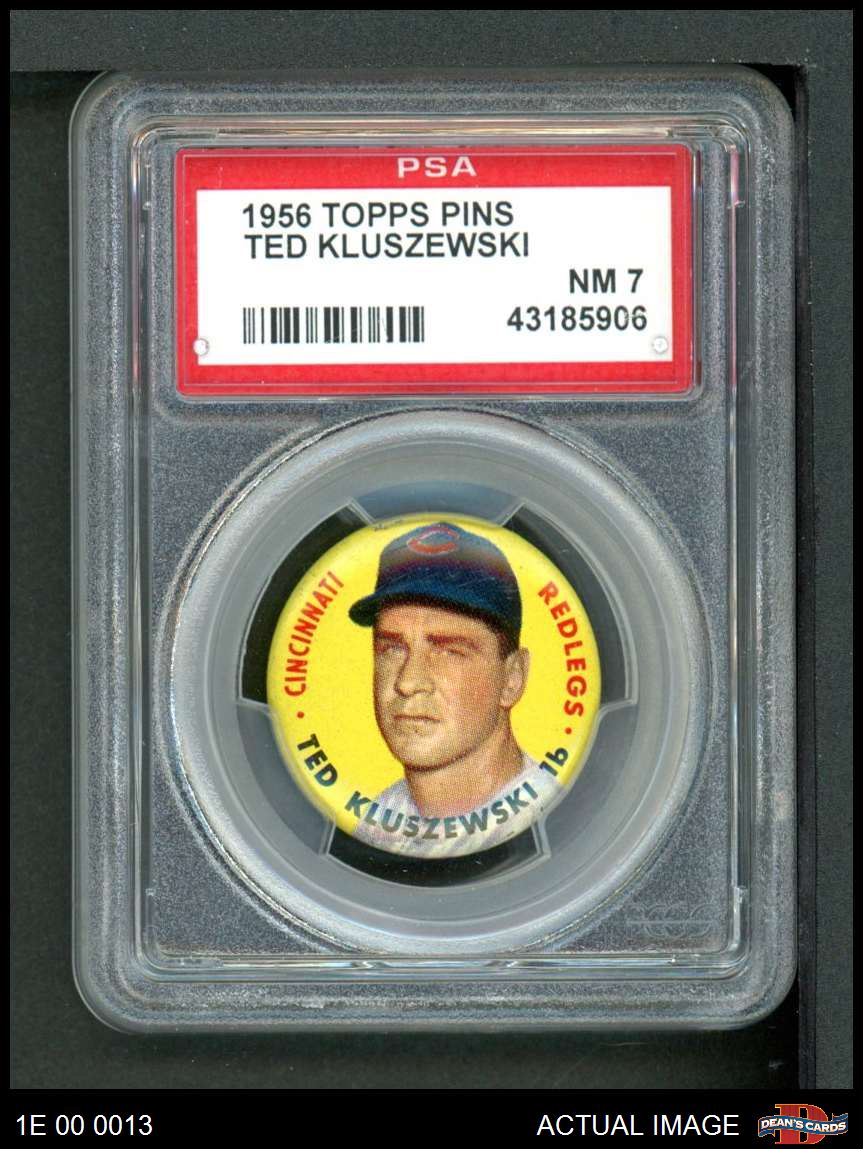 PSA
1956 TOPPS PINS
TED KLUSZEWSKI
NM 7
43185906
C
• CINCINNATI
REDLEGS •
TED KLUSZEWSKI 1b
1E 00 0013
ACTUAL IMAGE
D
DEAN'S CARDS